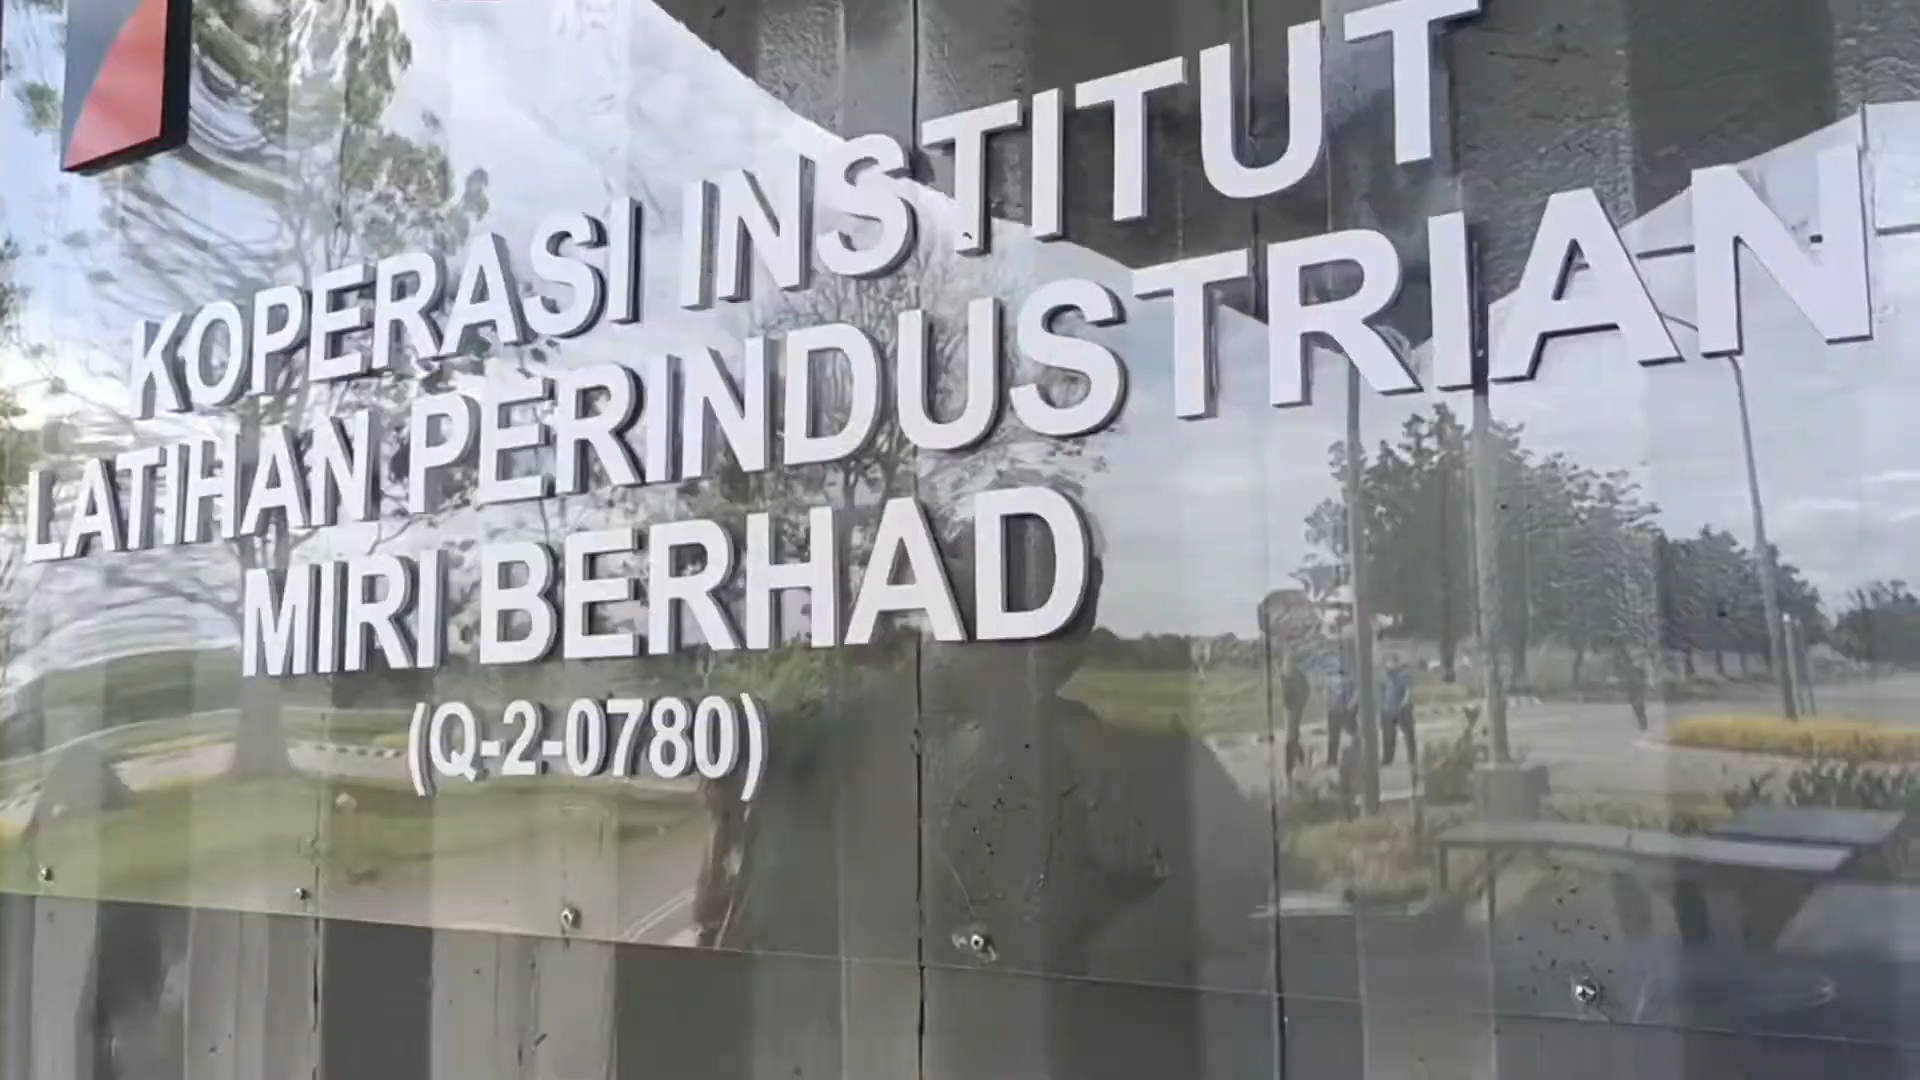 KOPERASI INSTITUT
LATIHAN PERINDUSTRIAN
MIRI BERHAD
(Q-2-0780)